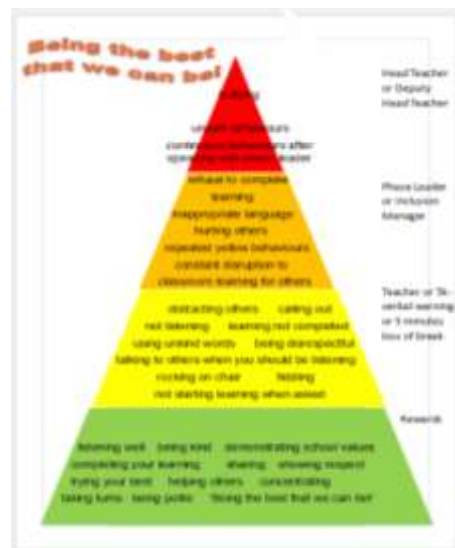 Being the best
that we can be!
Head Teacher
or Deputy
Head Teacher
bullying
unsafe behaviours
continued behaviours after
speaking with phase leader
refusal to complete
learning
inappropriate language
hurting others
repeated yellow behaviours
constant disruption to
classroom learning for others
Phase Leader
or Inclusion
Manager
Teacher or TA-
verbal warning
or 5 minutes
loss of break
distracting others calling out
not listening learning not completed
using unkind words being disrespectful
talking to others when you should be listening
rocking on chair fiddling
not starting learning when asked
Rewards
listening well being kind demonstrating school values
completing your learning sharing showing respect
trying your best helping others concentrating
taking turns being polite 'Being the best that we can be!'